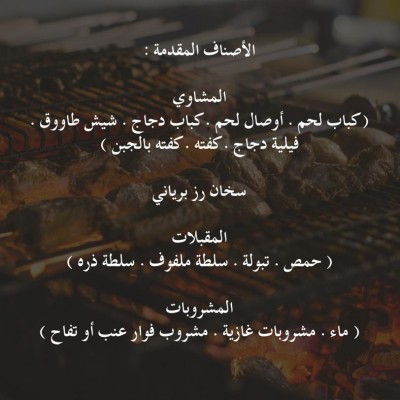 الأصناف المقدمة :
المشاوي
( كباب لحم . أوصال لحم . كباب دجاج . شيش طاووق .
فيلية دجاج . كفته . كفته بالجبن )
سخان رز برياني
المقبلات
( حمص . تبولة . سلطة ملفوف . سلطة ذره )
المشروبات
( ماء . مشروبات غازية . مشروب فوار عنب أو تفاح )